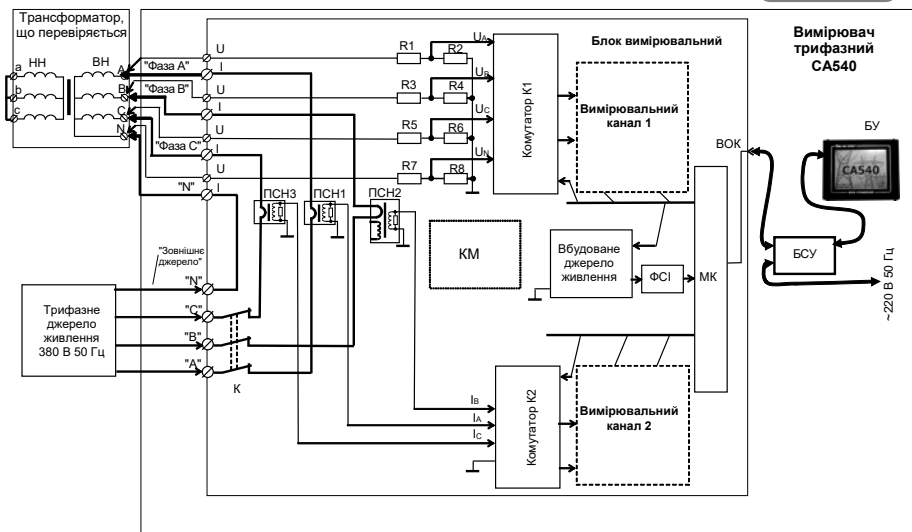 Трансформатор,
що перевіряється
НН
ВН
a
b
c
A
B
C
N
"Фаза А"
"Фаза В"
"Фаза С"
"N"
U
I
U
I
U
I
U
I
R1
R2
R3
R4
R5
R6
R7
R8
UA
UB
UC
UN
Комутатор К1
Блок вимірювальний
Вимірювальний
канал 1
Вимірювач
трифазний
СА540
БУ
CA540
ВОК
БСУ
~220 В 50 Гц
ПСН3
ПСН1
ПСН2
КМ
Вбудоване
джерело
живлення
ФСІ
МК
"Зовнішнє
джерело"
Трифазне
джерело
живлення
380 В 50 Гц
"N"
"С"
"В"
"А"
К
IB
IA
IC
Комутатор К2
Вимірювальний
канал 2